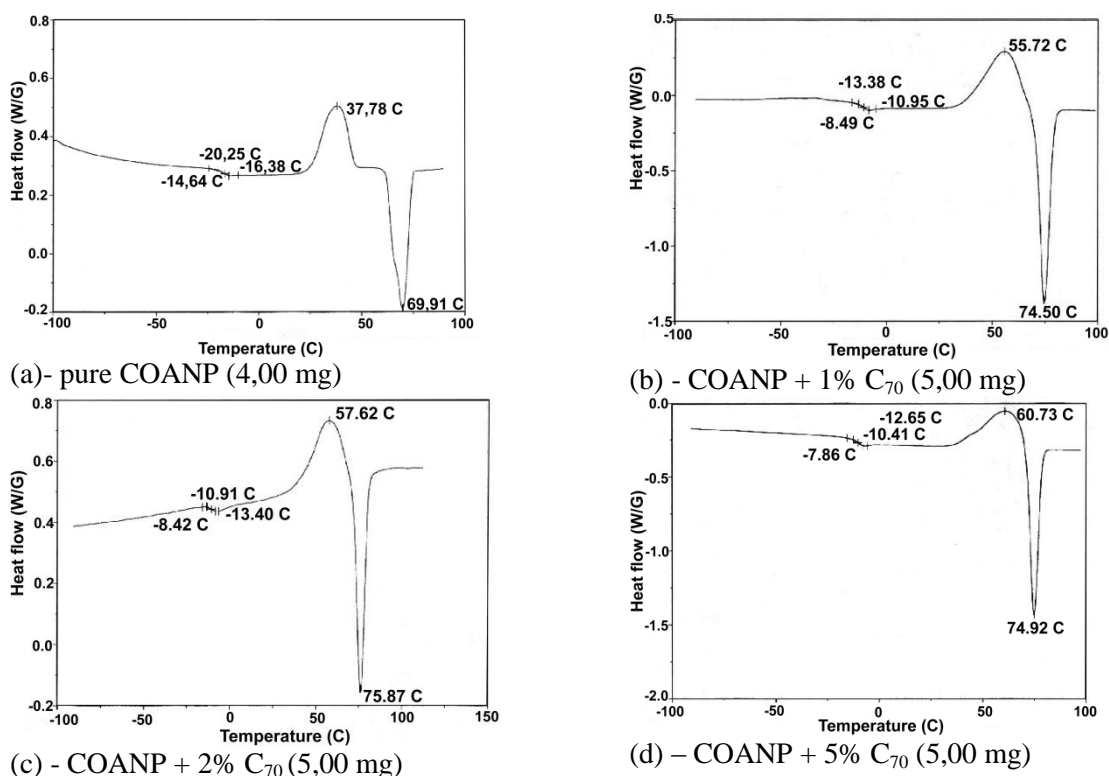 0.8
0.6
0.4
0.2
0.0
-0.2
Heat flow (W/G)
37,78 C
-20,25 C
-16,38 C
-14,64 C
69,91 C
-100 -50 0 50 100
Temperature (C)
(a)- pure COANP (4,00 mg)
0.5
0.0
-0.5
-1.0
-1.5
Heat flow (W/G)
55.72 C
-13.38 C
-10.95 C
-8.49 C
74.50 C
-100 -50 0 50 100
Temperature (C)
(b) - COANP + 1% C₇₀ (5,00 mg)
0.8
0.6
0.4
0.2
0.0
-0.2
Heat flow (W/G)
57.62 C
-10.91 C
-8.42 C
-13.40 C
75.87 C
-100 -50 0 50 100 150
Temperature (C)
(c) - COANP + 2% C₇₀ (5,00 mg)
0.0
-0.5
-1.0
-1.5
-2.0
Heat flow (W/G)
-12.65 C
60.73 C
-10.41 C
-7.86 C
74.92 C
-100 -50 0 50 100
Temperature (C)
(d) – COANP + 5% C₇₀ (5,00 mg)